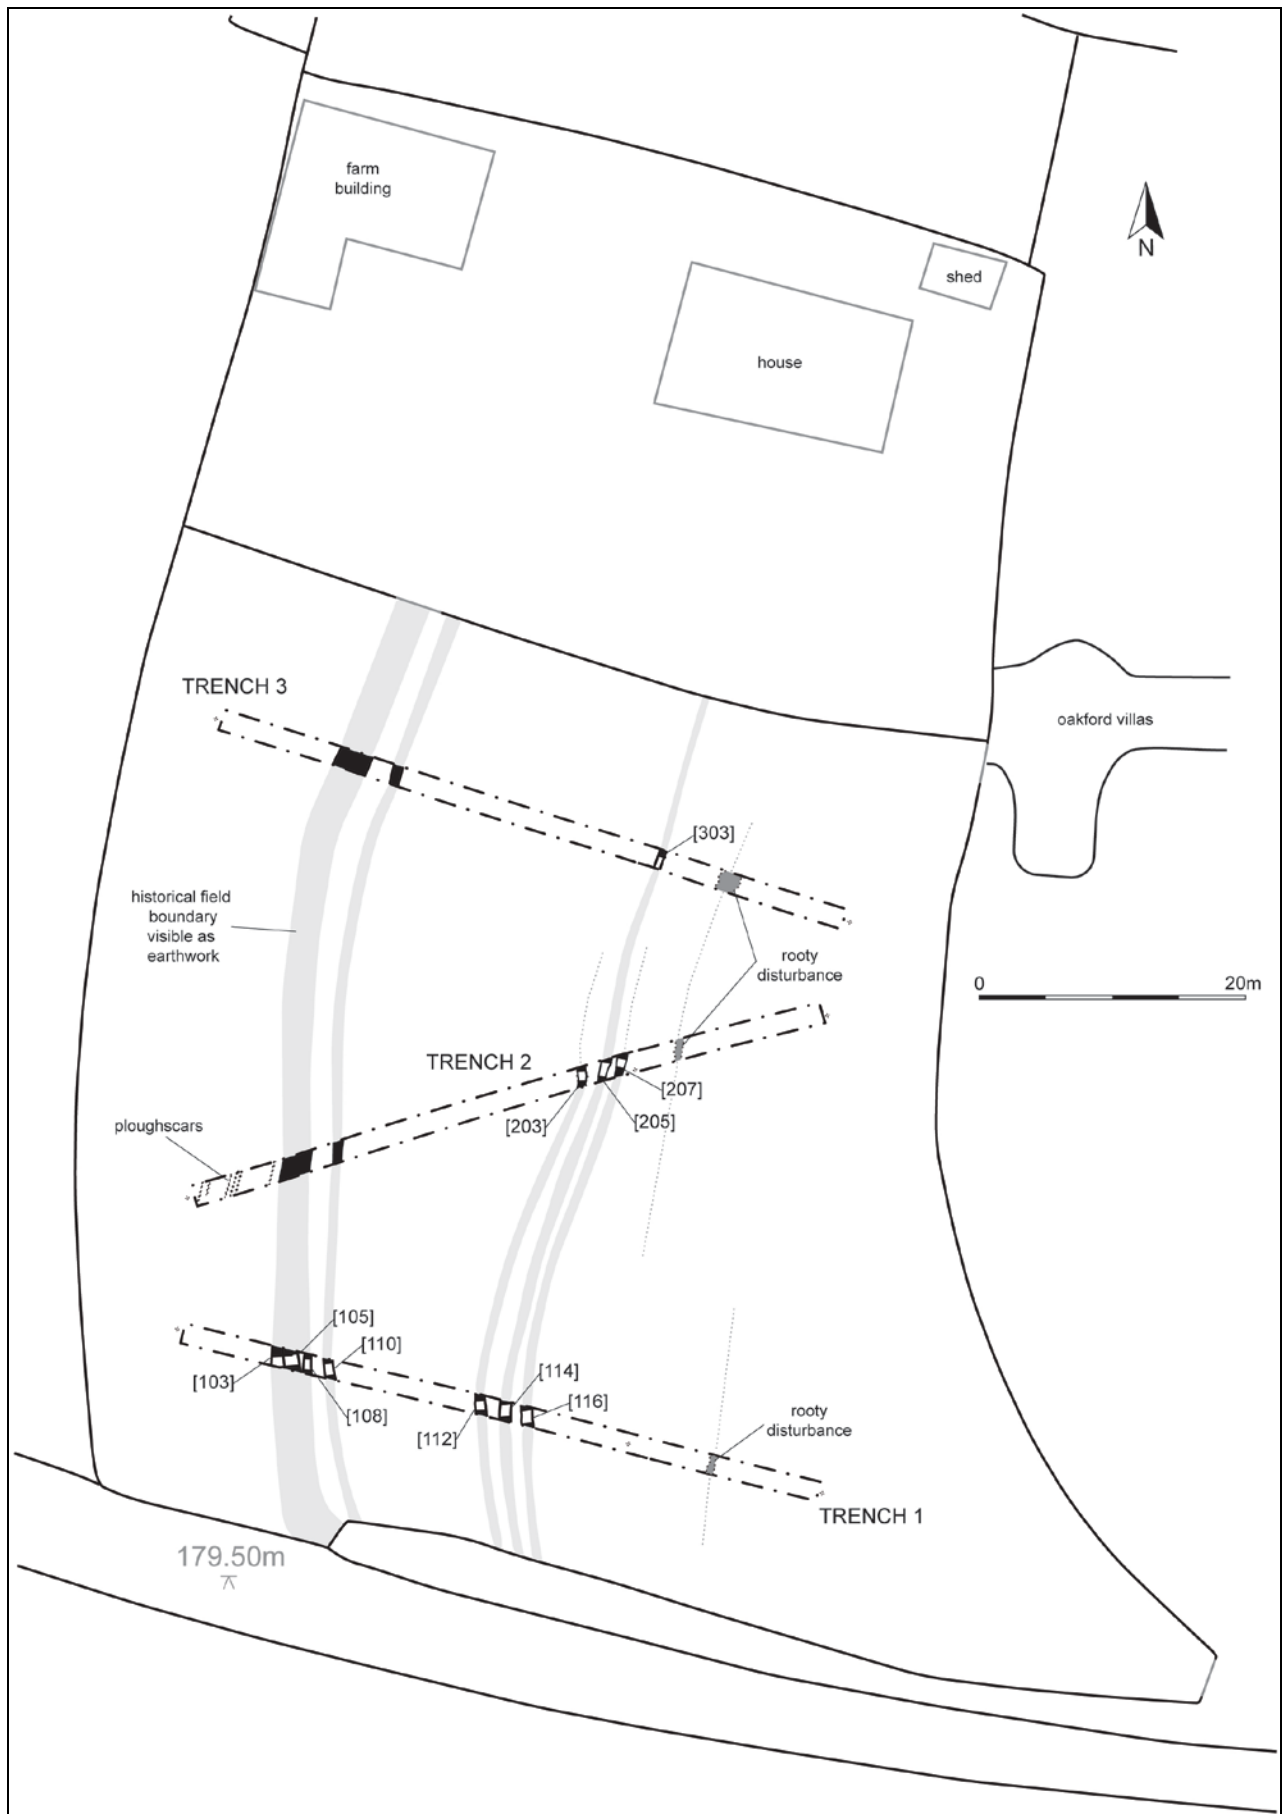 farm
building
N
shed
house
TRENCH 3
oakford villas
[303]
historical field
boundary
visible as
earthwork
rooty
disturbance
0 20m
TRENCH 2
[207]
[205]
[203]
ploughscars
[105]
[110]
[103]
[108]
[114]
[116]
[112]
rooty
disturbance
TRENCH 1
179.50m